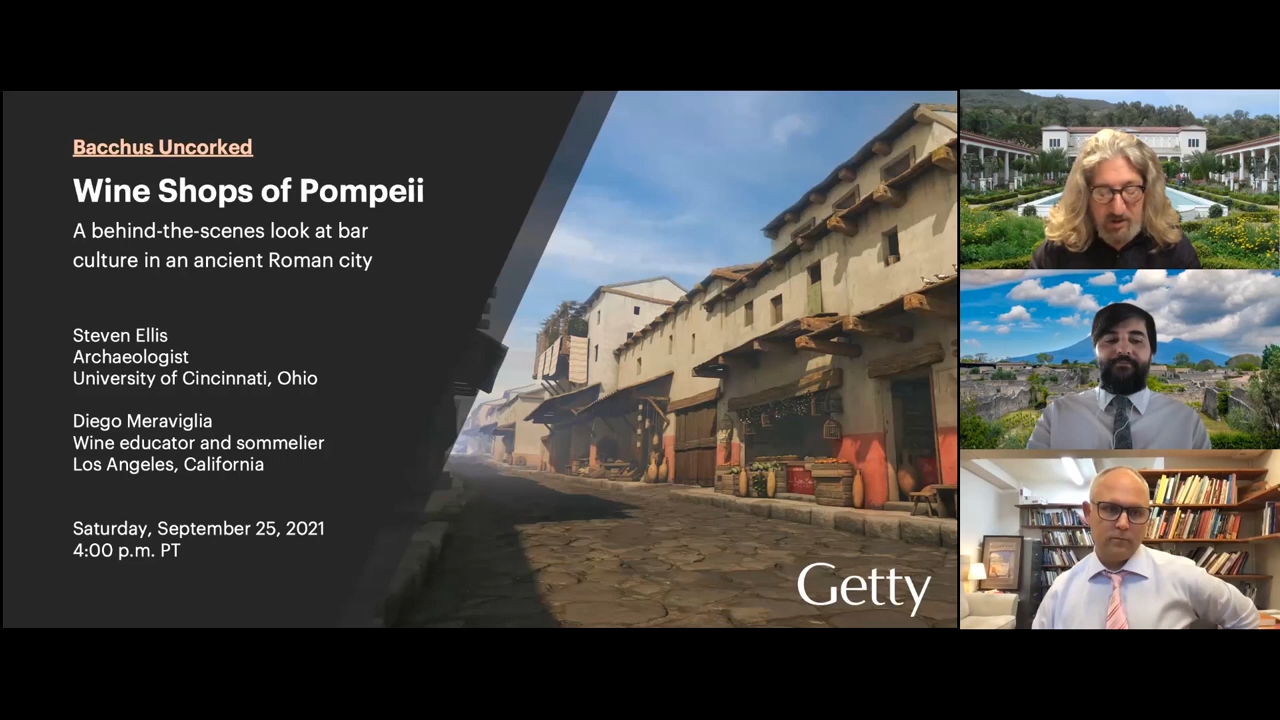 Bacchus Uncorked
Wine Shops of Pompeii
A behind-the-scenes look at bar
culture in an ancient Roman city
Steven Ellis
Archaeologist
University of Cincinnati, Ohio
Diego Meraviglia
Wine educator and sommelier
Los Angeles, California
Saturday, September 25, 2021
4:00 p.m. PT
Getty